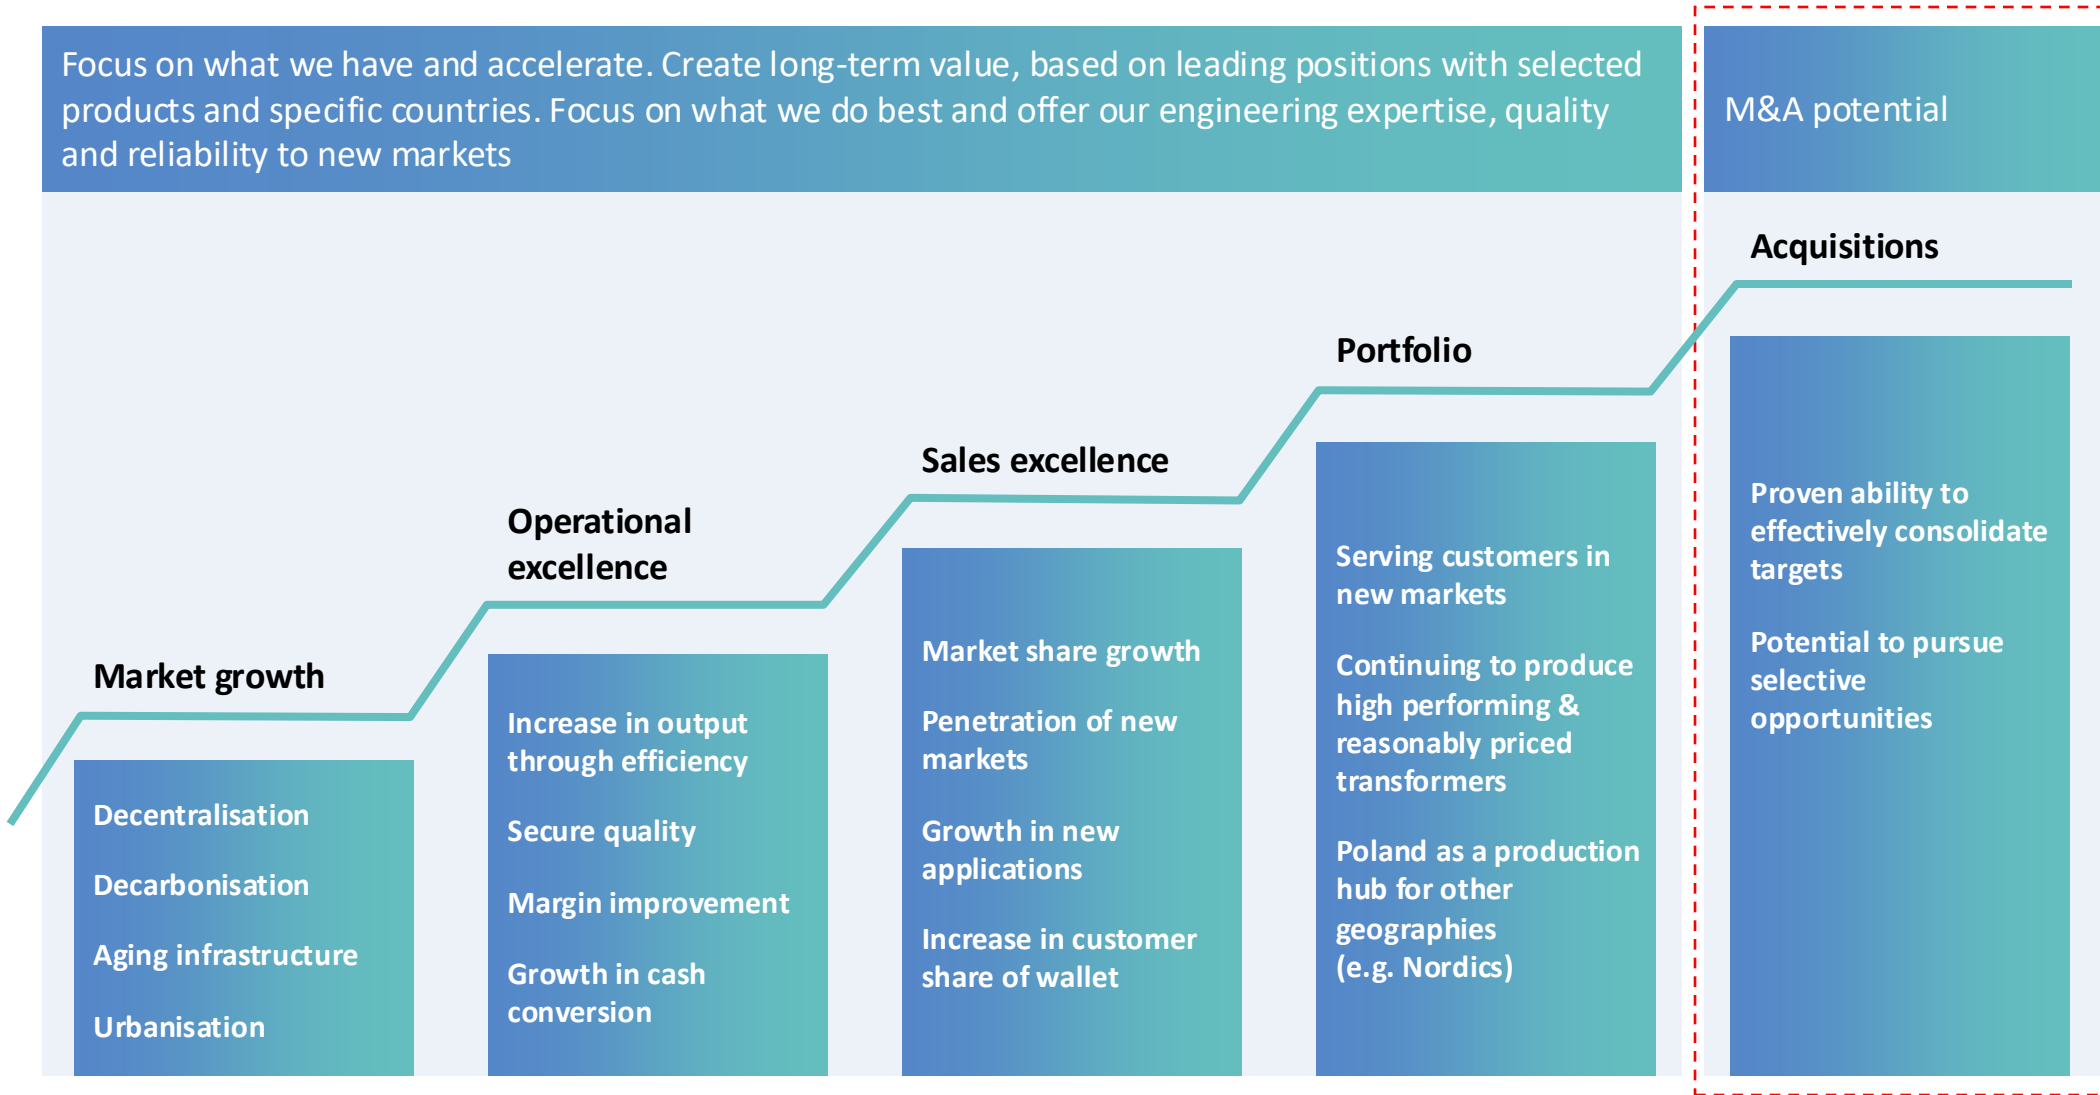 Focus on what we have and accelerate. Create long-term value, based on leading positions with selected
products and specific countries. Focus on what we do best and offer our engineering expertise, quality
and reliability to new markets
M&A potential
Market growth
Decentralisation
Decarbonisation
Aging infrastructure
Urbanisation
Operational
excellence
Increase in output
through efficiency
Secure quality
Margin improvement
Growth in cash
conversion
Sales excellence
Market share growth
Penetration of new
markets
Growth in new
applications
Increase in customer
share of wallet
Portfolio
Serving customers in
new markets
Continuing to produce
high performing &
reasonably priced
transformers
Poland as a production
hub for other
geographies
(e.g. Nordics)
Acquisitions
Proven ability to
effectively consolidate
targets
Potential to pursue
selective
opportunities